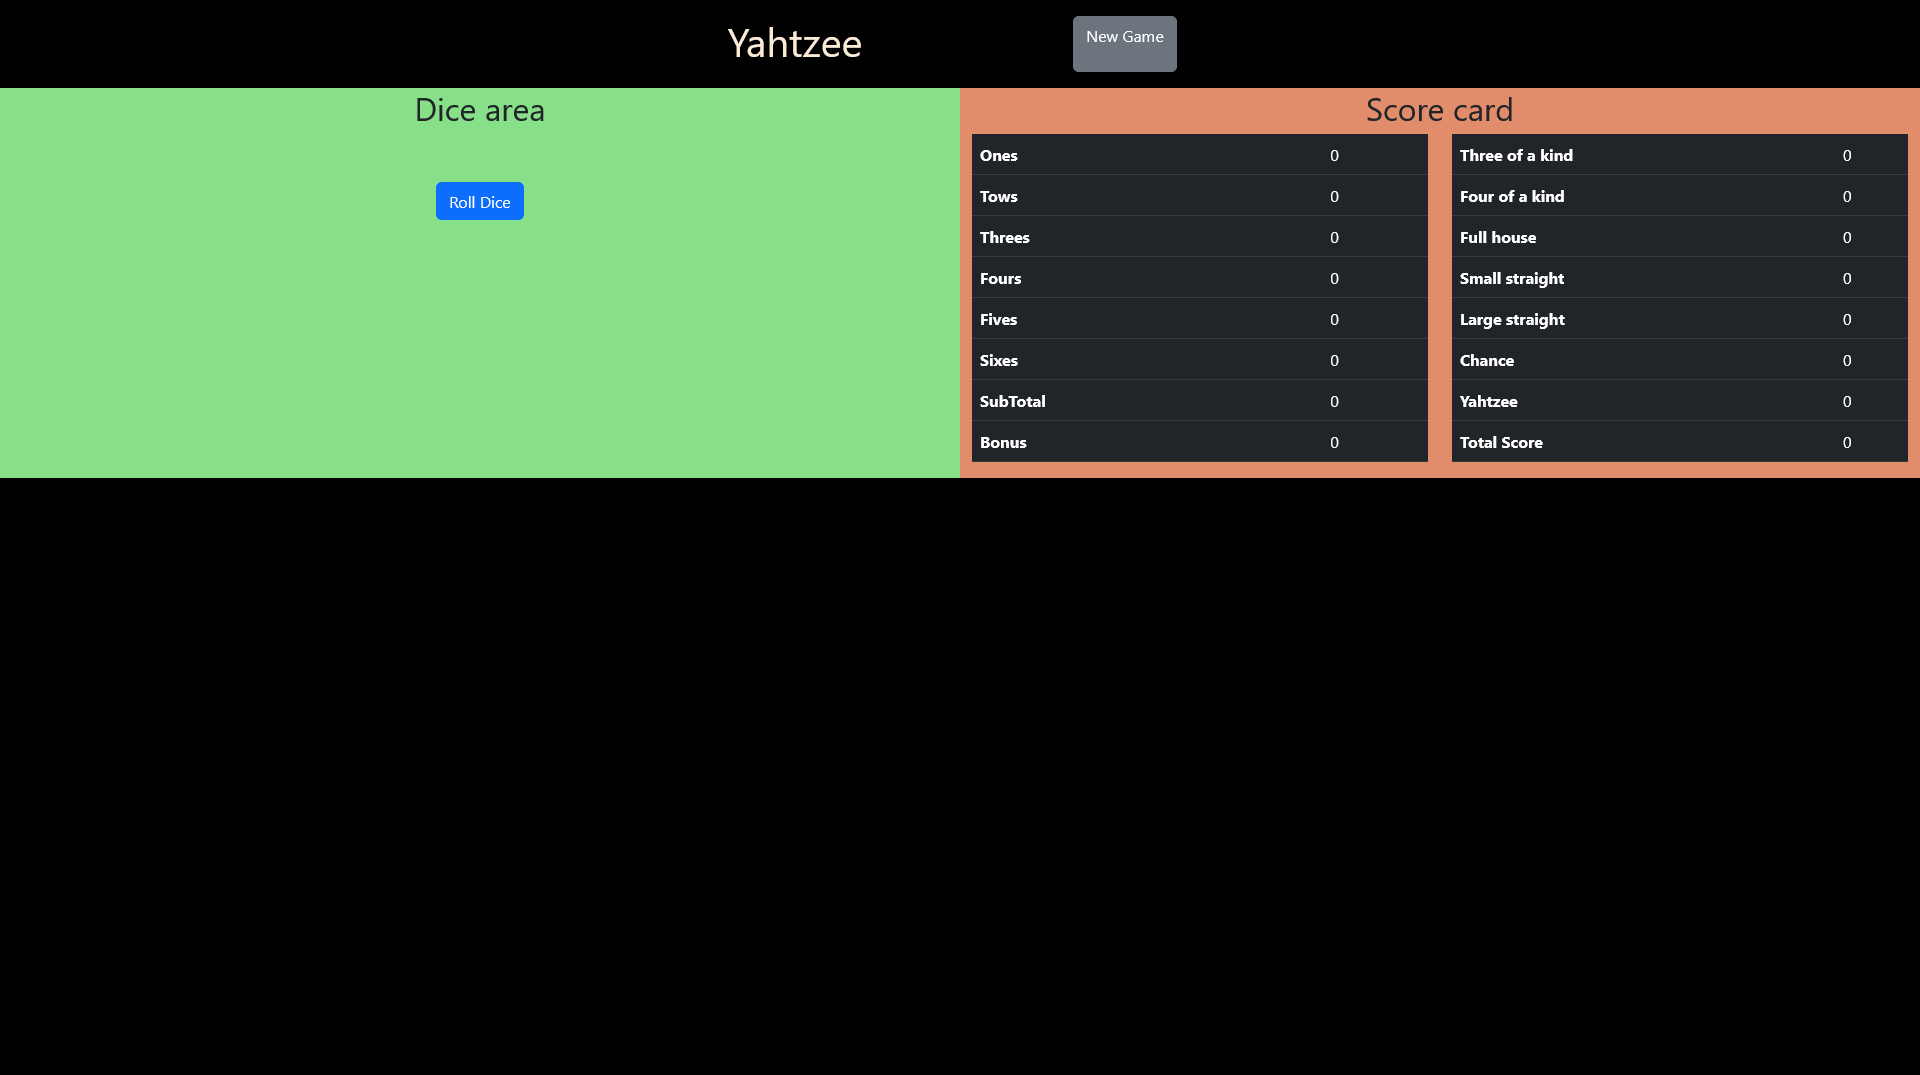 Yahtzee
New Game
Dice area
Roll Dice
Score card
Ones 0
Tows 0
Threes 0
Fours 0
Fives 0
Sixes 0
SubTotal 0
Bonus 0
Three of a kind 0
Four of a kind 0
Full house 0
Small straight 0
Large straight 0
Chance 0
Yahtzee 0
Total Score 0